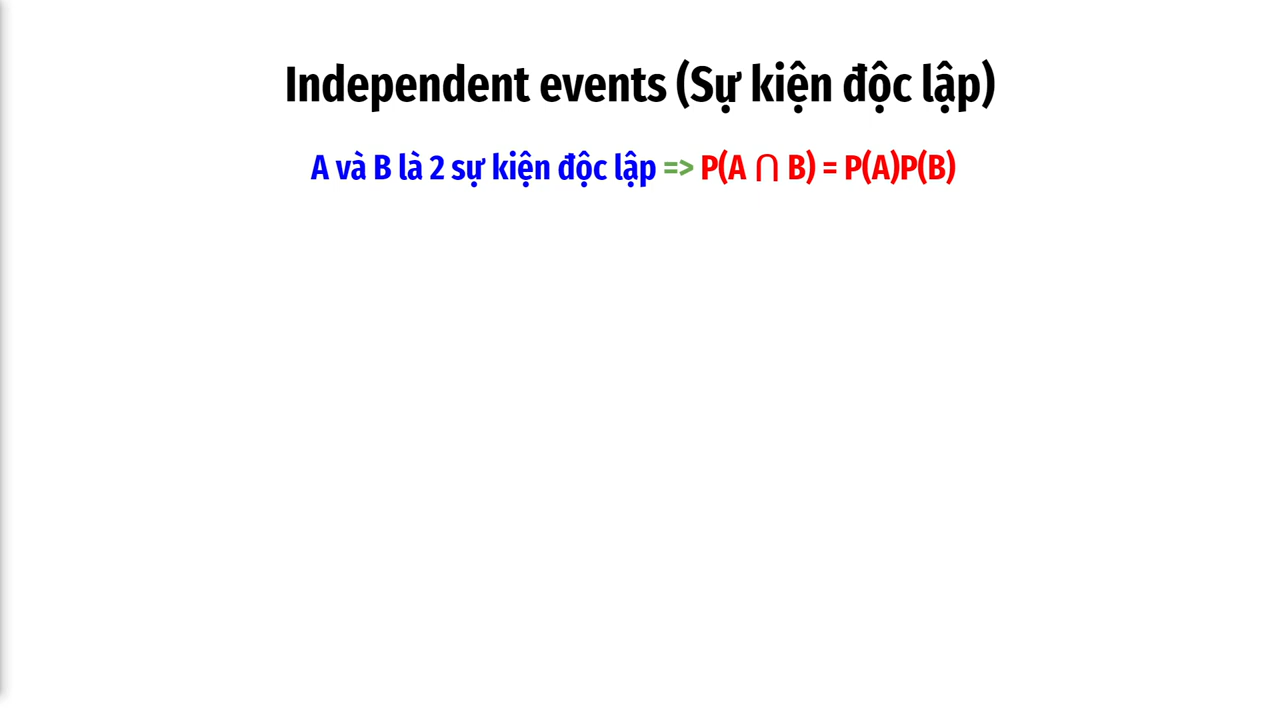 Independent events (Sự kiện độc lập)
A và B là 2 sự kiện độc lập => P(A ⋂ B) = P(A)P(B)